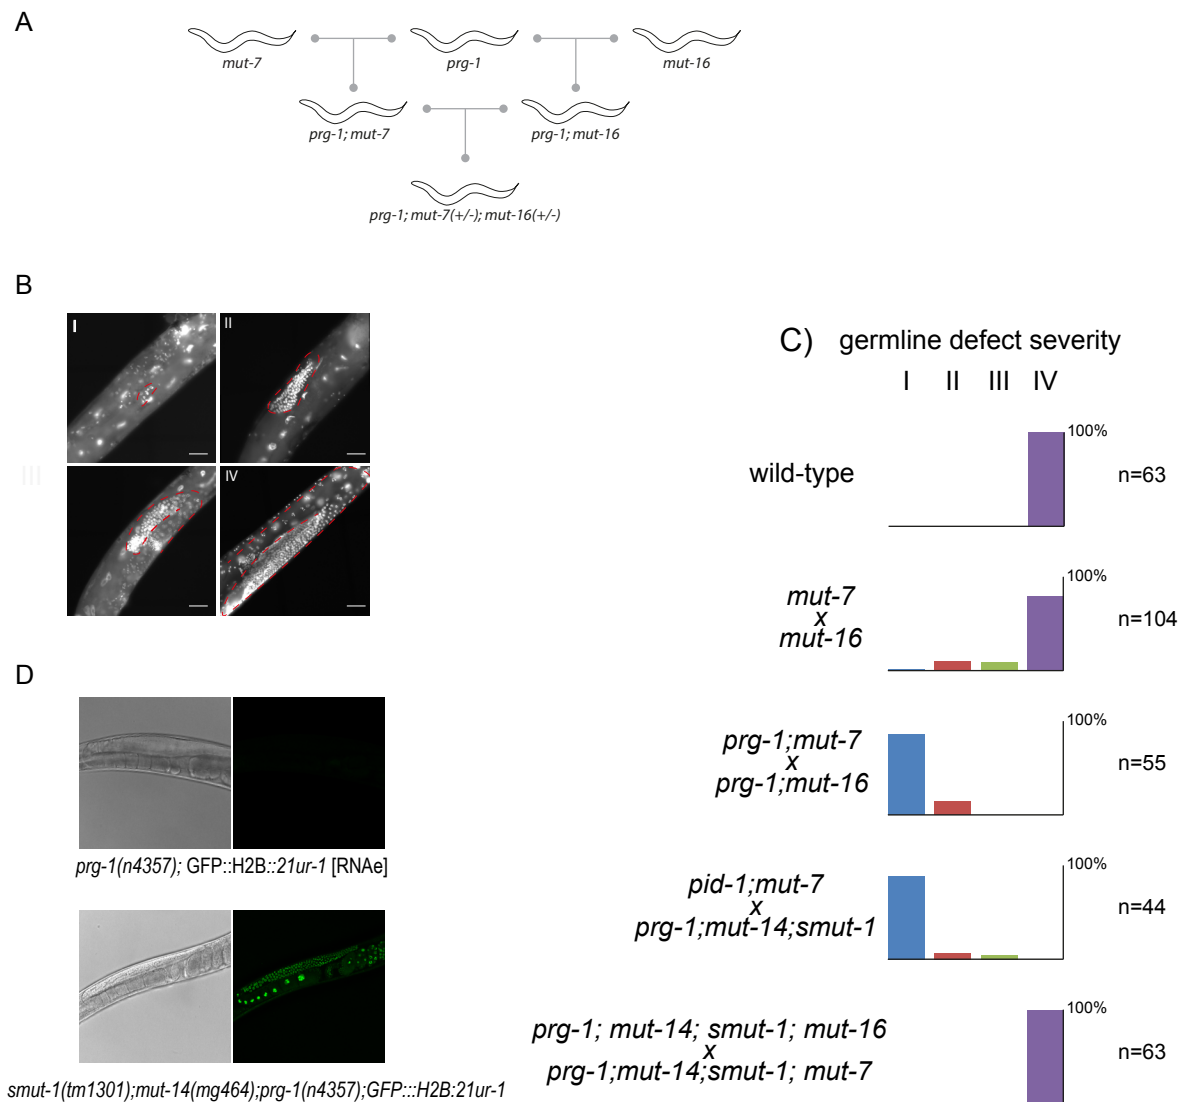 A
mut-7
prg-1
mut-16
prg-1; mut-7
prg-1; mut-16
prg-1; mut-7(+/-); mut-16(+/-)
B
I
II
III
IV
C) germline defect severity
I II III IV
wild-type
100%
n=63
mut-7
x
mut-16
100%
n=104
prg-1;mut-7
x
prg-1;mut-16
100%
n=55
pid-1;mut-7
x
prg-1;mut-14;smut-1
100%
n=44
prg-1; mut-14; smut-1; mut-16
x
prg-1;mut-14;smut-1; mut-7
100%
n=63
D
prg-1(n4357); GFP::H2B::21ur-1 [RNAe]
smut-1(tm1301);mut-14(mg464);prg-1(n4357);GFP:::H2B:21ur-1